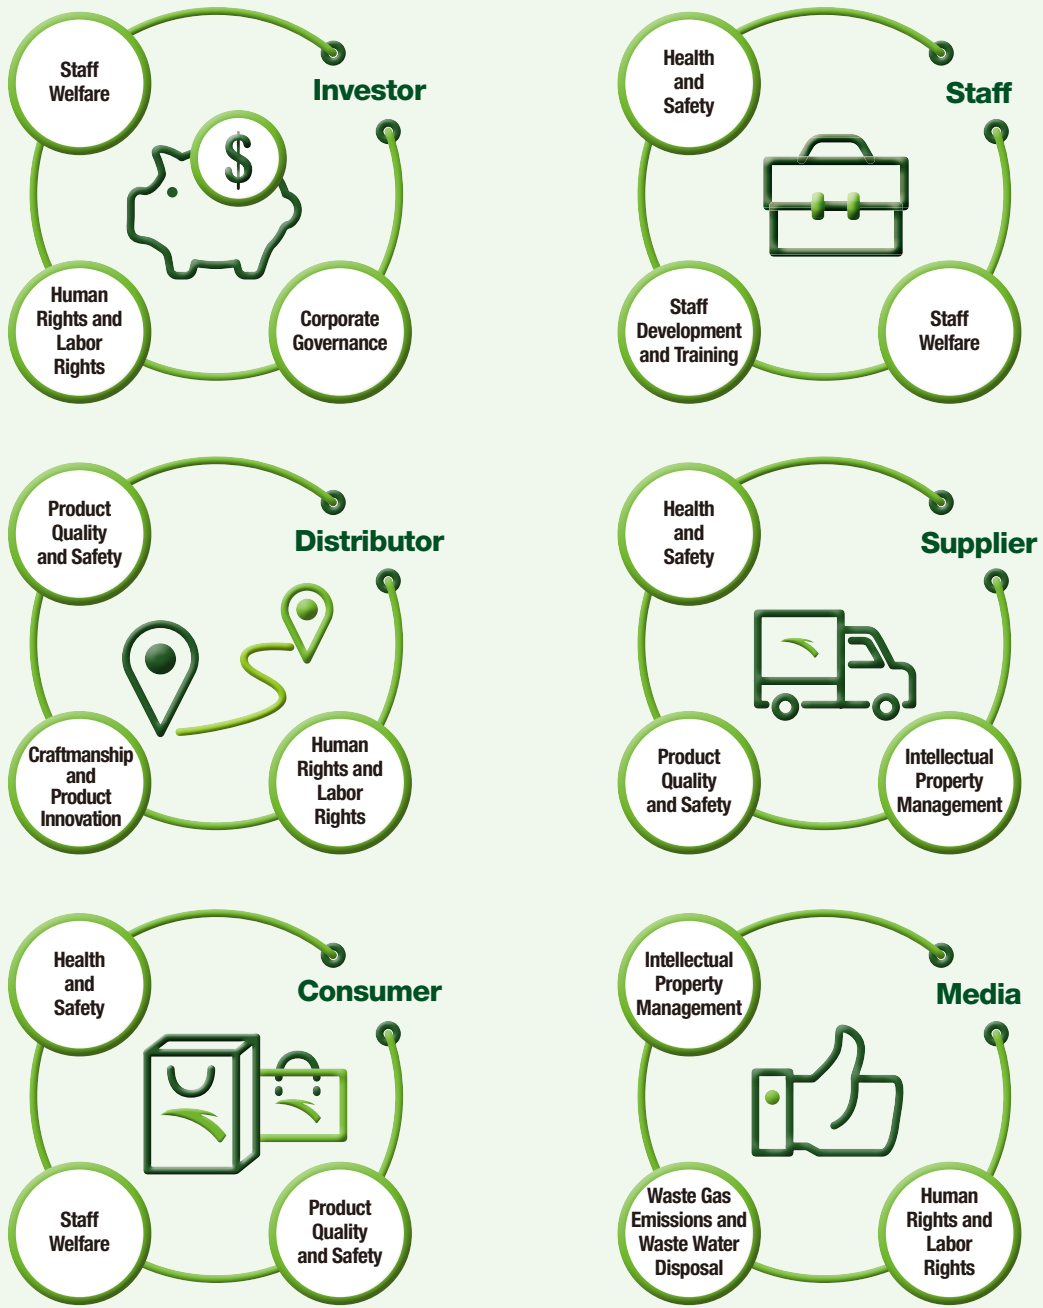 Staff
Welfare
Investor
$
Human
Rights and
Labor
Rights
Corporate
Governance
Health
and
Safety
Staff
Staff
Development
and Training
Staff
Welfare
Product
Quality
and Safety
Distributor
Craftmanship
and
Product
Innovation
Human
Rights and
Labor
Rights
Health
and
Safety
Supplier
Product
Quality
and Safety
Intellectual
Property
Management
Health
and
Safety
Consumer
Staff
Welfare
Product
Quality
and Safety
Intellectual
Property
Management
Media
Waste Gas
Emissions and
Waste Water
Disposal
Human
Rights and
Labor
Rights